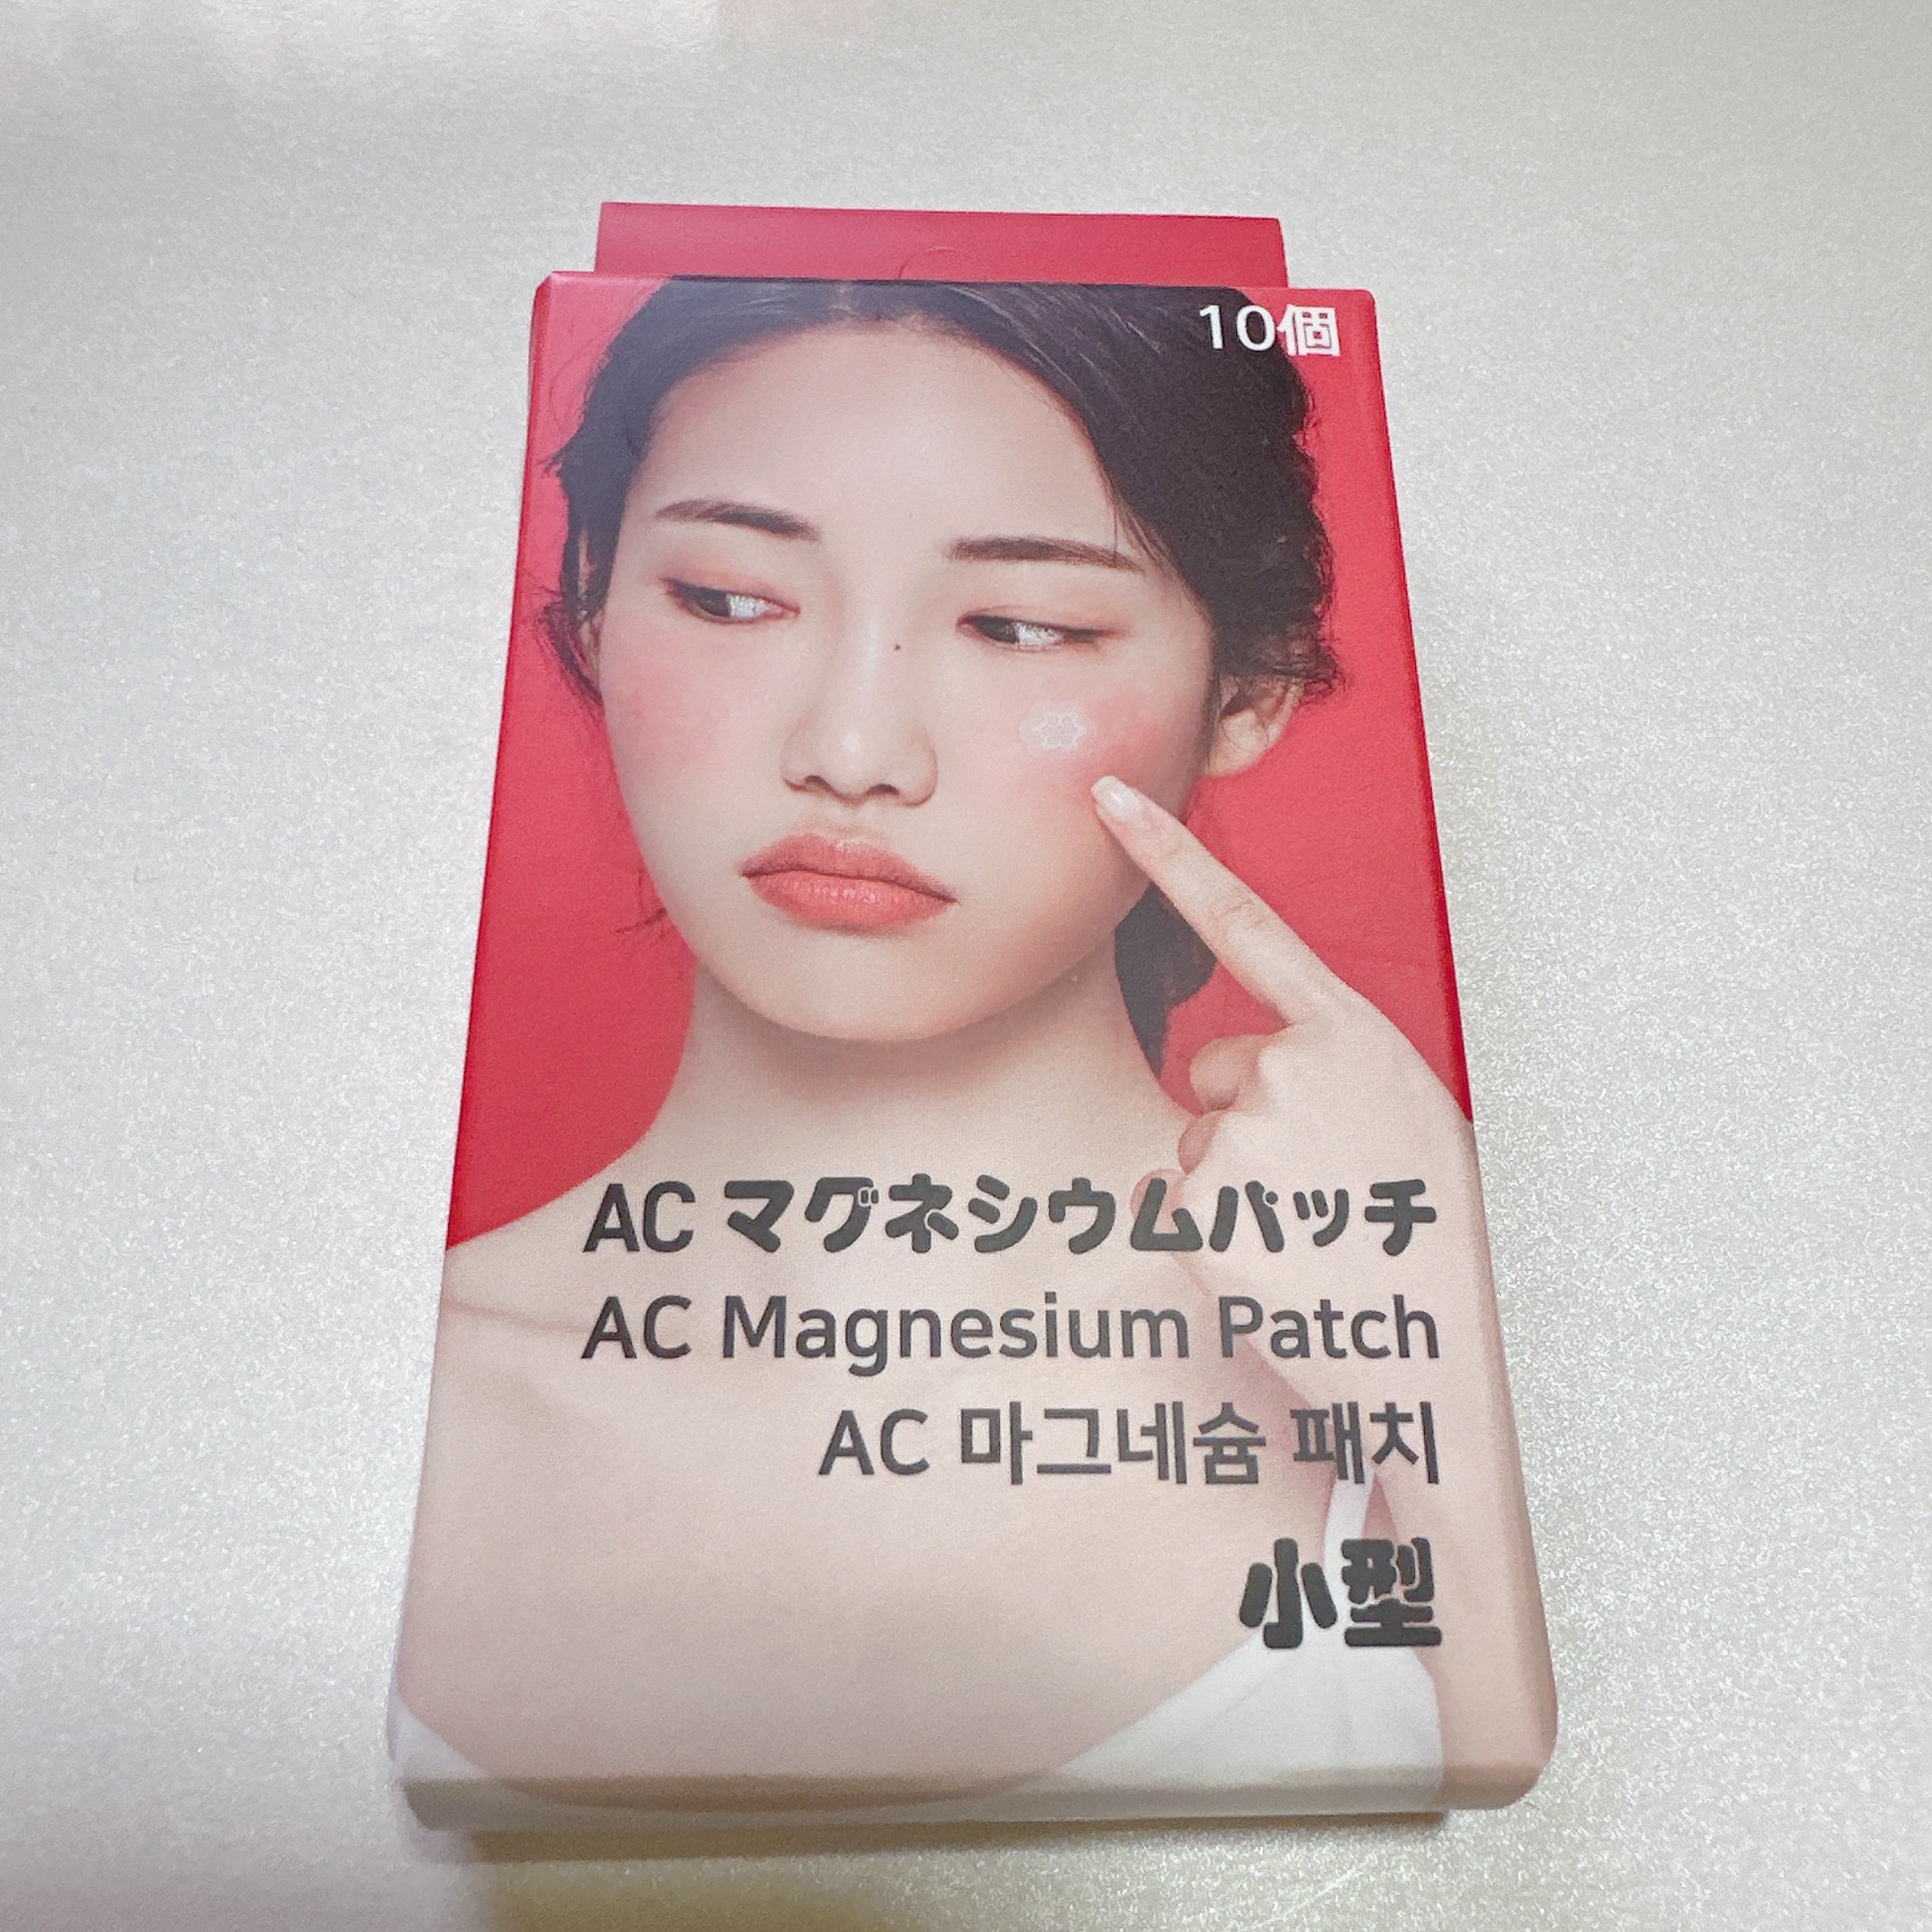 10個
AC マグネシウムパッチ
AC Magnesium Patch
AC 마그네슘 패치
小型